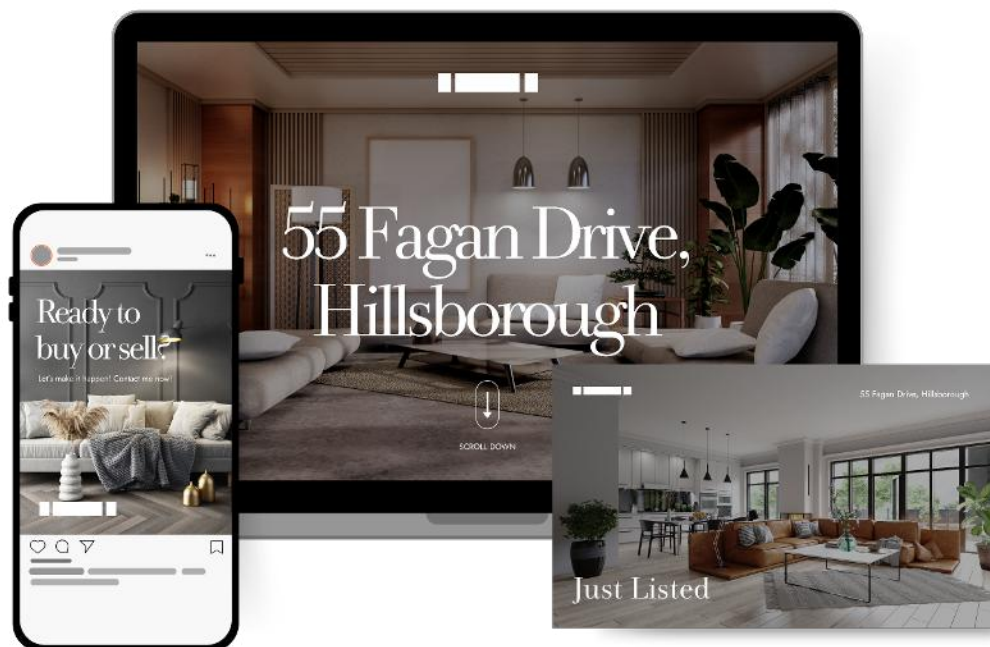 55 Fagan Drive,
Hillsborough
SCROLL DOWN
Ready to
buy or sell?
Let's make it happen! Contact me now!
55 Fagan Drive, Hillsborough
Just Listed